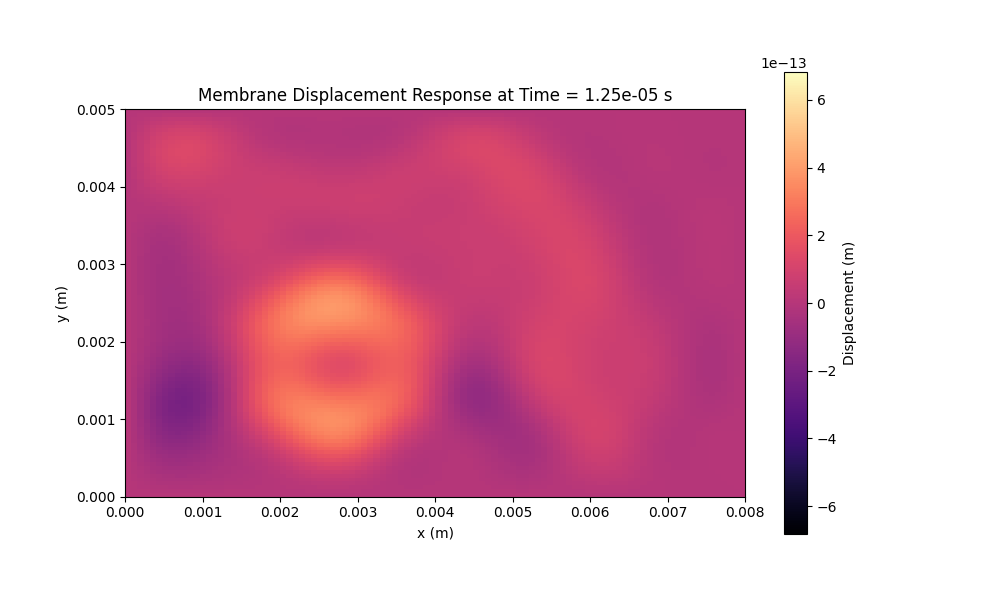 1e−13
Membrane Displacement Response at Time = 1.25e-05 s
0.005
0.004
0.003
0.002
0.001
0.000
y (m)
0.000 0.001 0.002 0.003 0.004 0.005 0.006 0.007 0.008
x (m)
6
4
2
0
−2
−4
−6
Displacement (m)